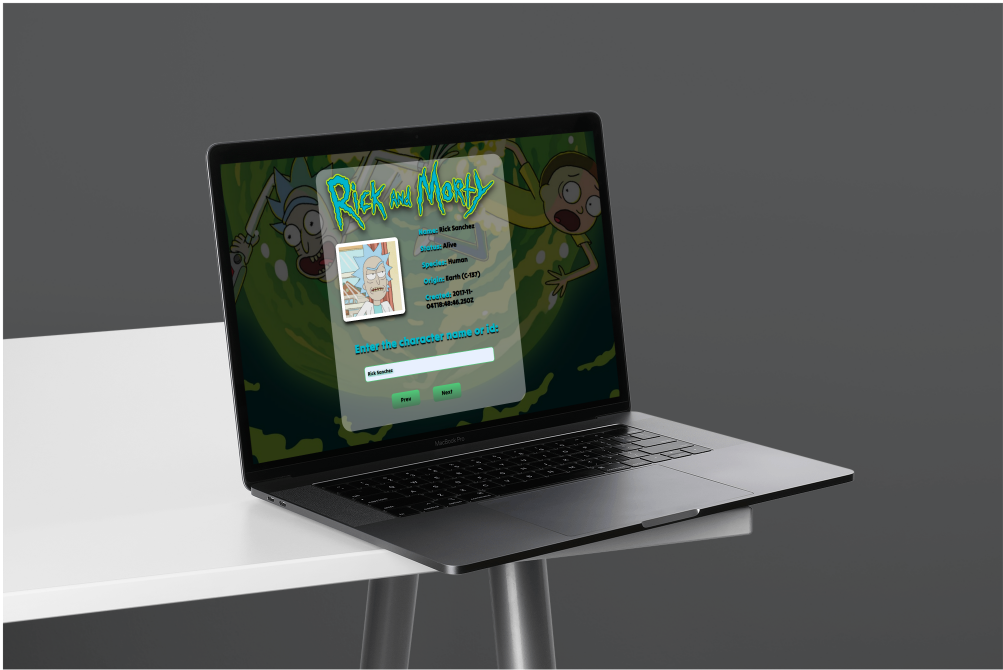 Rick and Morty
Name: Rick Sanchez
Status: Alive
Species: Human
Origin: Earth (C-137)
Created: 2017-11-
04T18:48:46.250Z
Enter the character name or id:
Rick Sanchez
Prev
Next
MacBook Pro